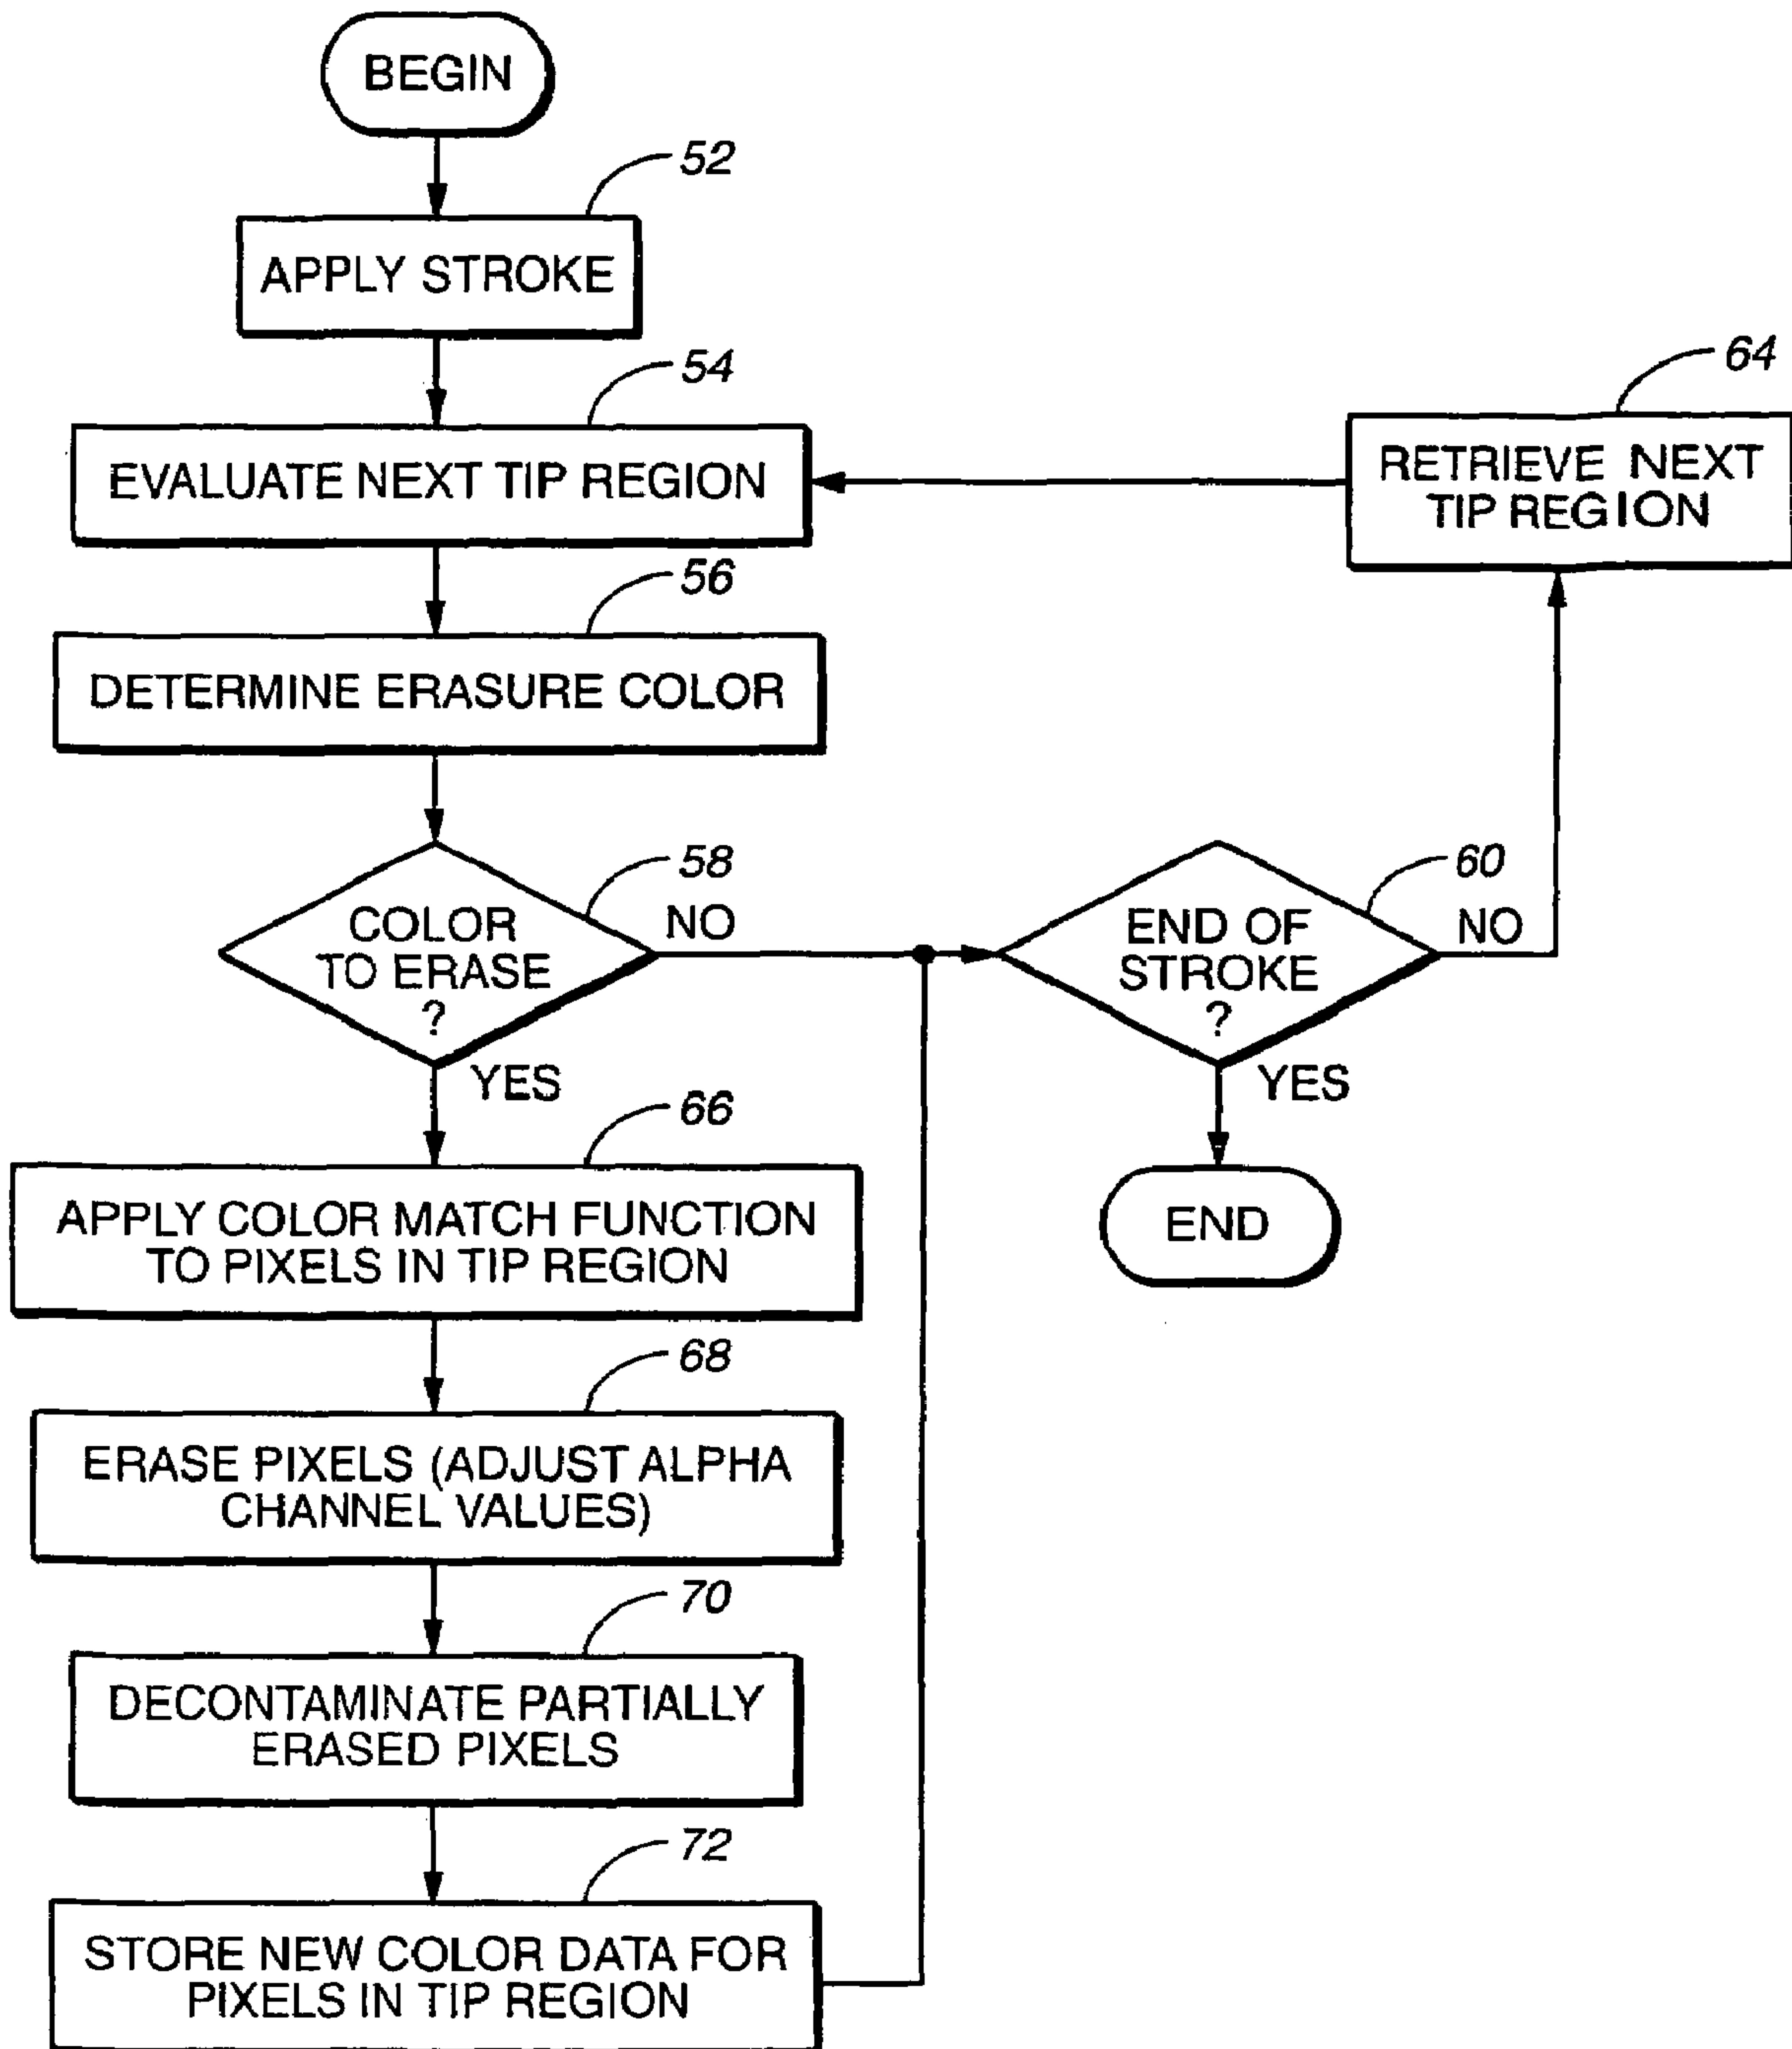 BEGIN
52
APPLY STROKE
54
EVALUATE NEXT TIP REGION
64
RETRIEVE NEXT
TIP REGION
56
DETERMINE ERASURE COLOR
58
COLOR
TO ERASE
?
NO
YES
60
END OF
STROKE
?
NO
YES
END
66
APPLY COLOR MATCH FUNCTION
TO PIXELS IN TIP REGION
68
ERASE PIXELS (ADJUST ALPHA
CHANNEL VALUES)
70
DECONTAMINATE PARTIALLY
ERASED PIXELS
72
STORE NEW COLOR DATA FOR
PIXELS IN TIP REGION